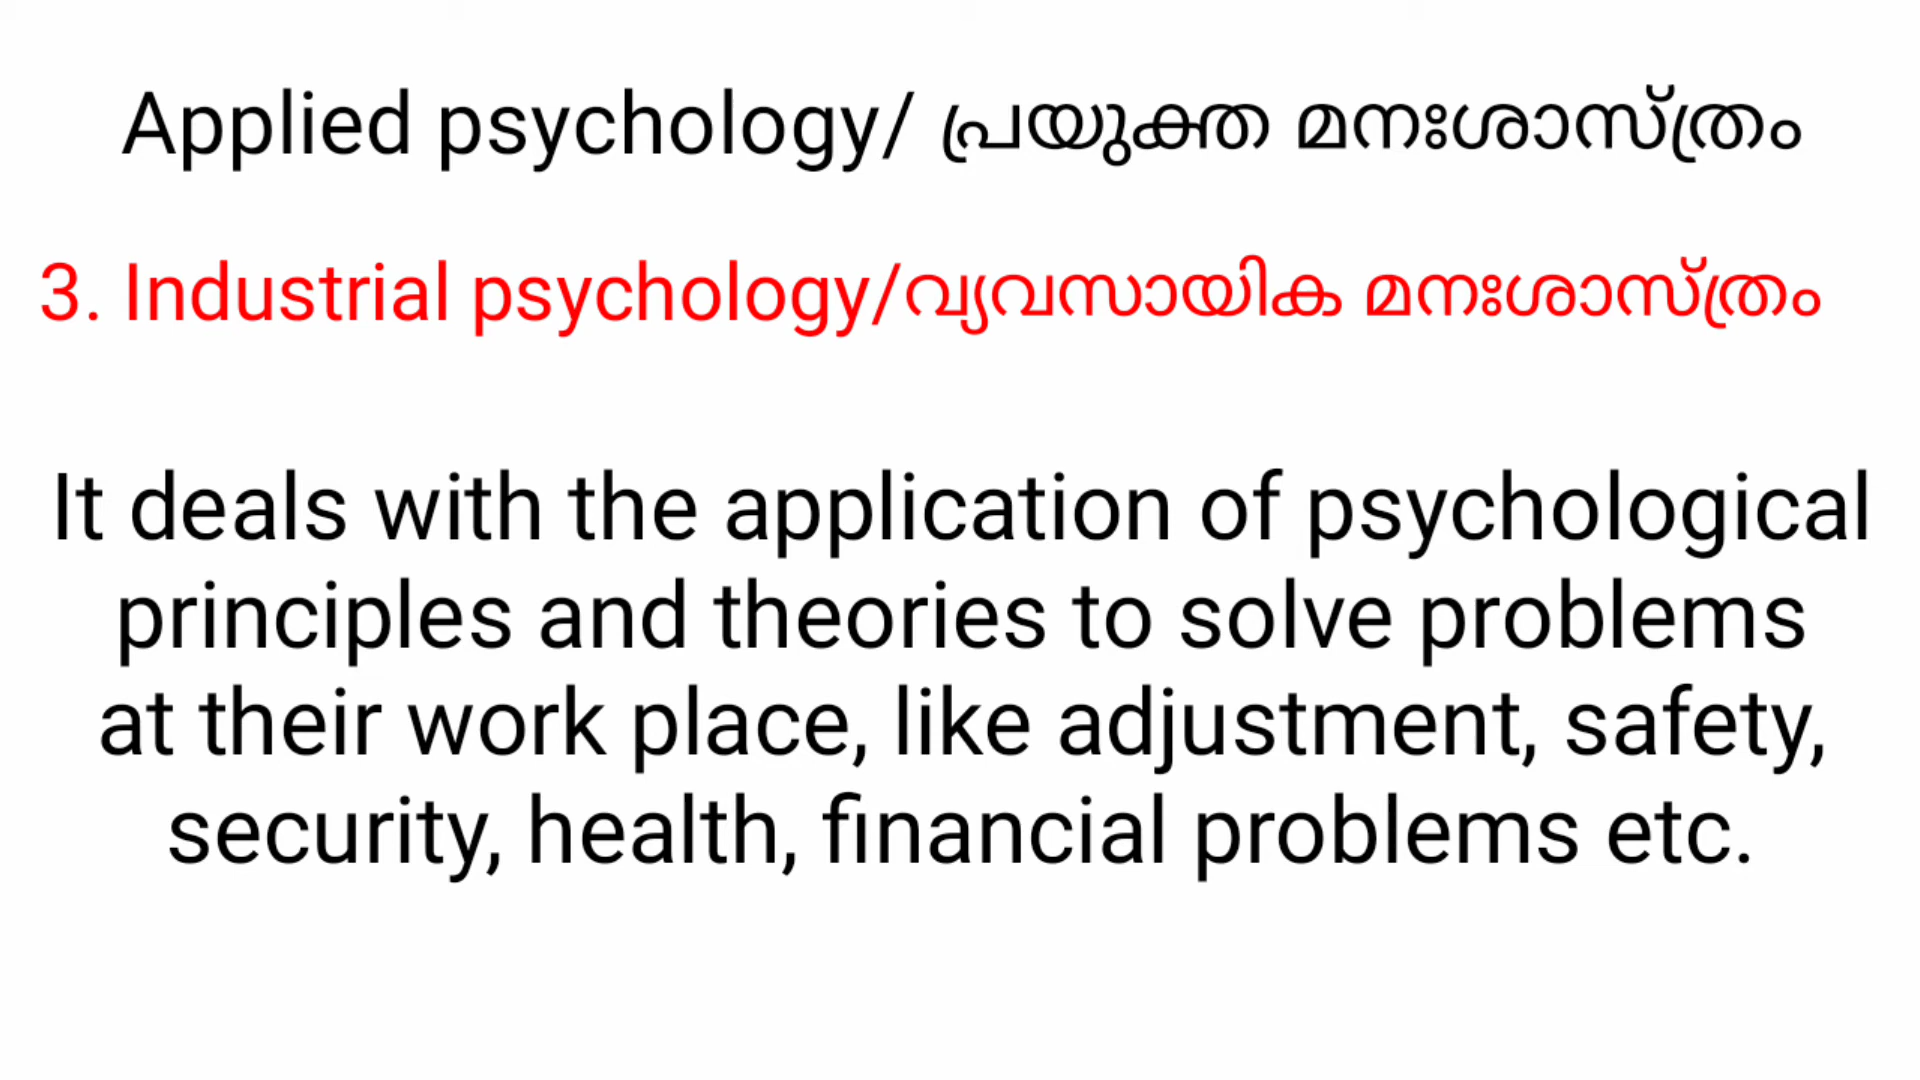 Applied psychology/ പ്രയുക്ത മനഃശാസ്ത്രം
3. Industrial psychology/വ്യവസായിക മനഃശാസ്ത്രം
It deals with the application of psychological
principles and theories to solve problems
at their work place, like adjustment, safety,
security, health, financial problems etc.